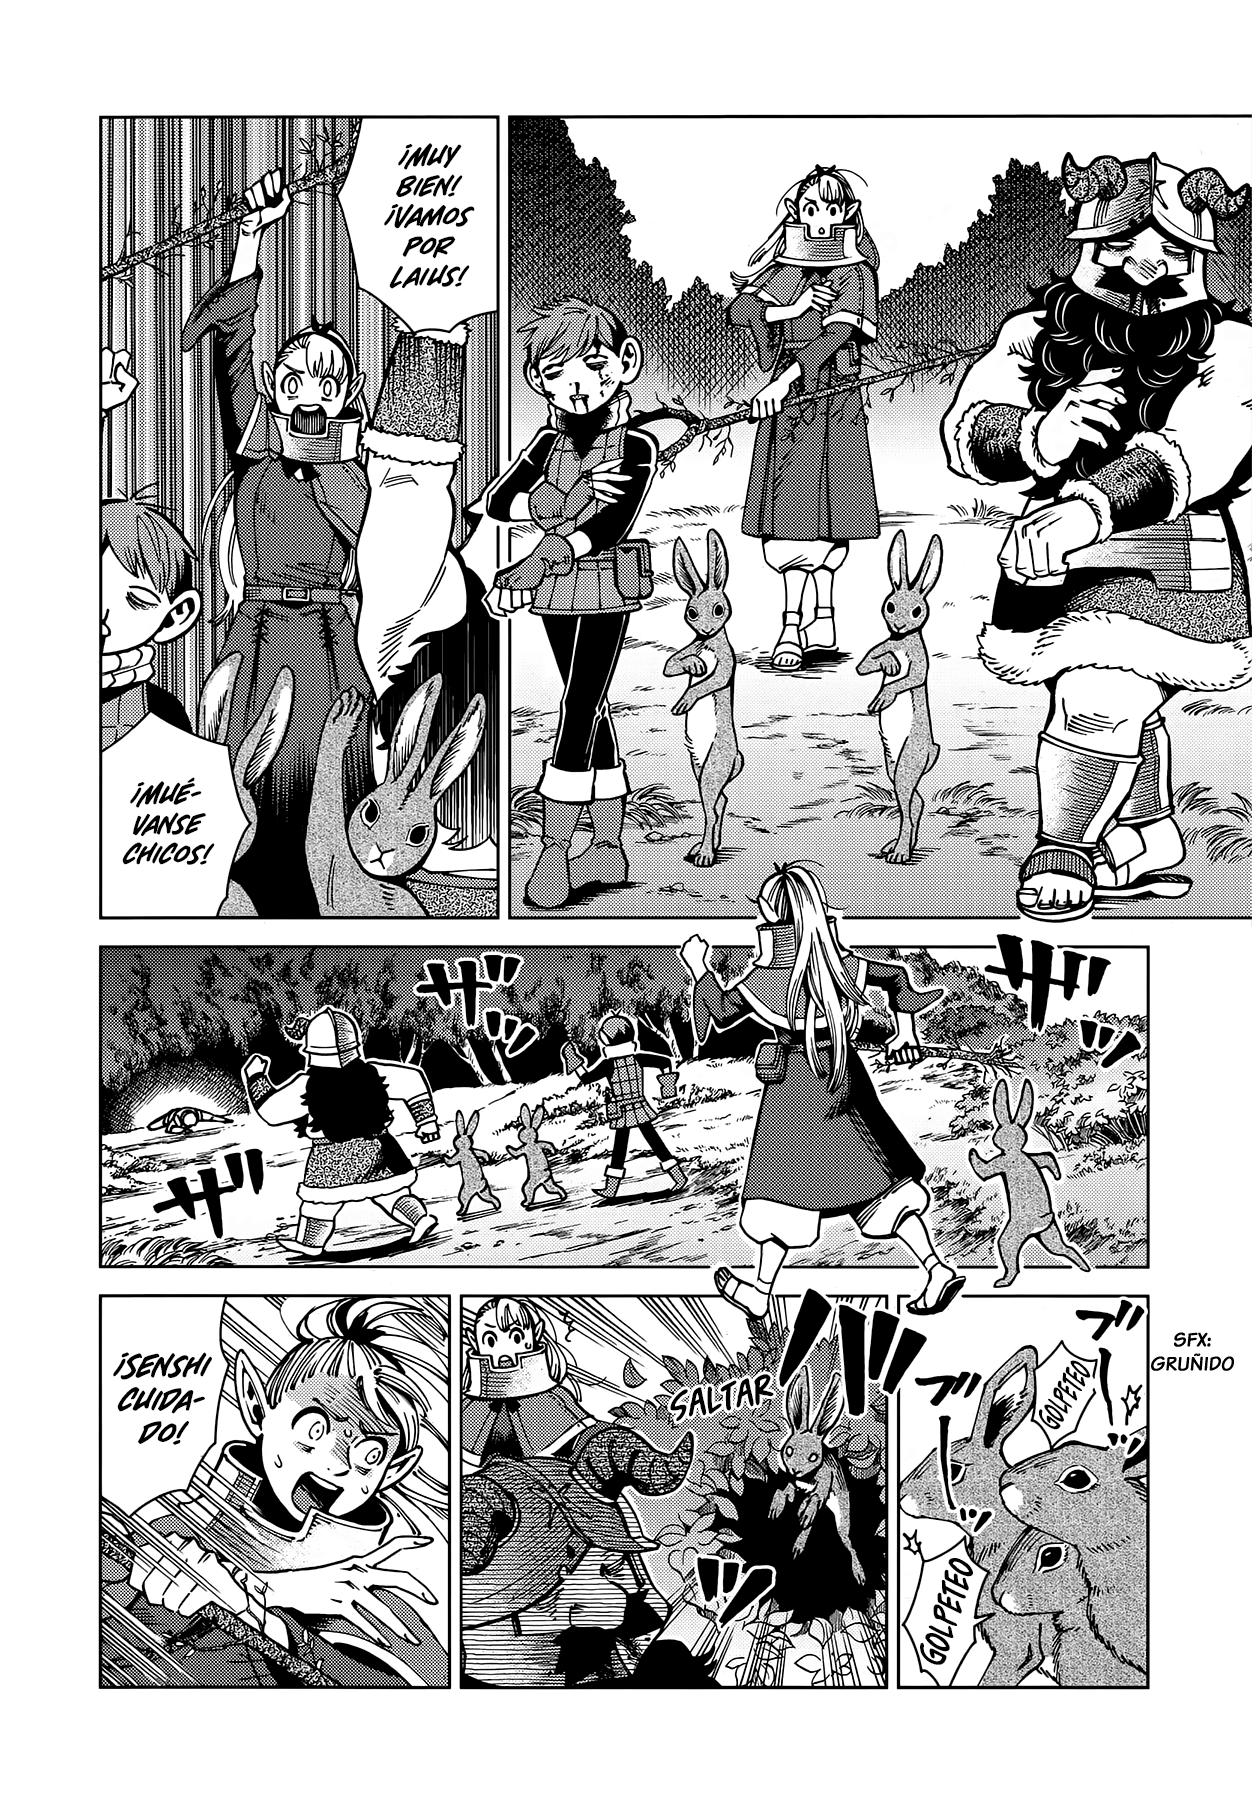 ¡MUY
BIEN!
¡VAMOS
POR
LAIUS!
¡MUÉ-
VANSE
CHICOS!
ザッ
ザッ
ザッ
SFX:
GRUÑIDO
GOLPETEO
GOLPETEO
SALTAR
¡SENSHI
CUIDA-
DO!